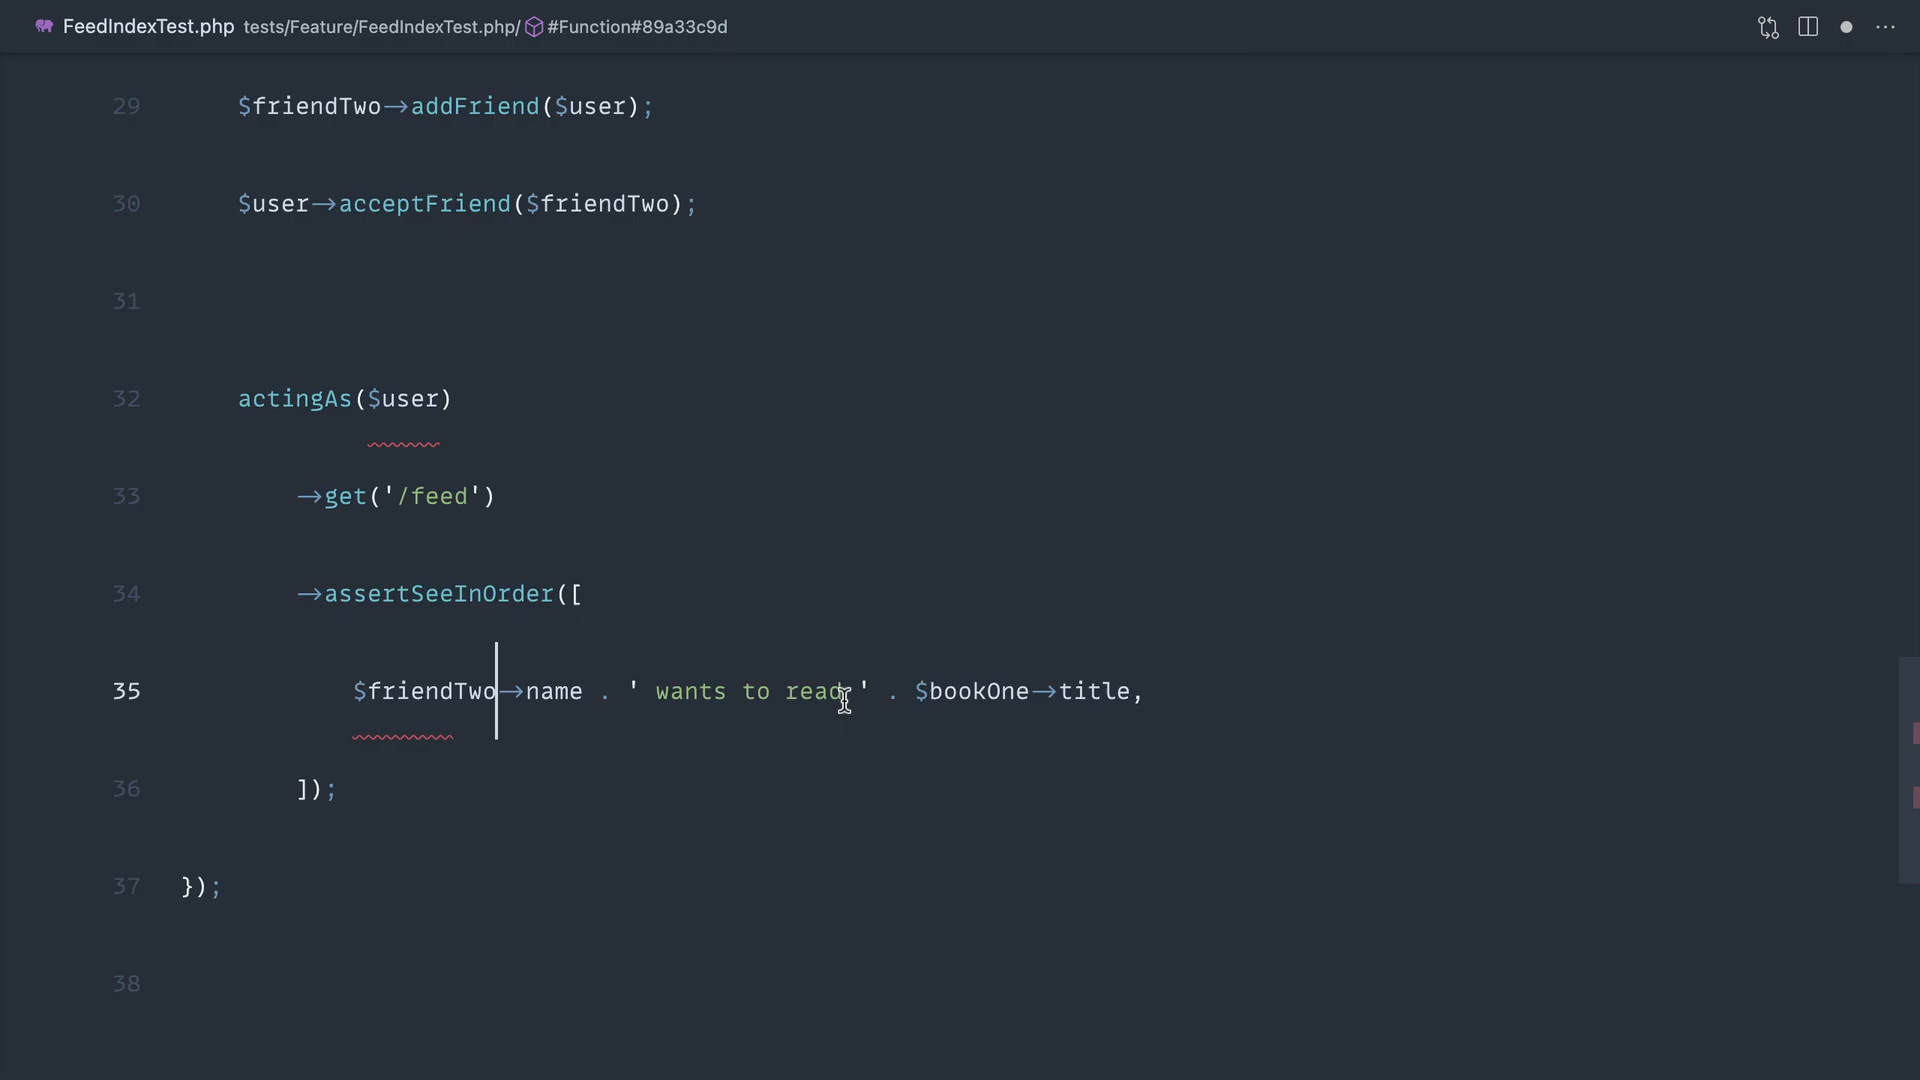 FeedIndexTest.php tests/Feature/FeedIndexTest.php/ #Function#89a33c9d
29 $friendTwo->addFriend($user);
30 $user->acceptFriend($friendTwo);
31
32 actingAs($user)
33 ->get('/feed')
34 ->assertSeeInOrder([
35 $friendTwo->name . ' wants to read ' . $bookOne->title,
36 ]);
37 });
38